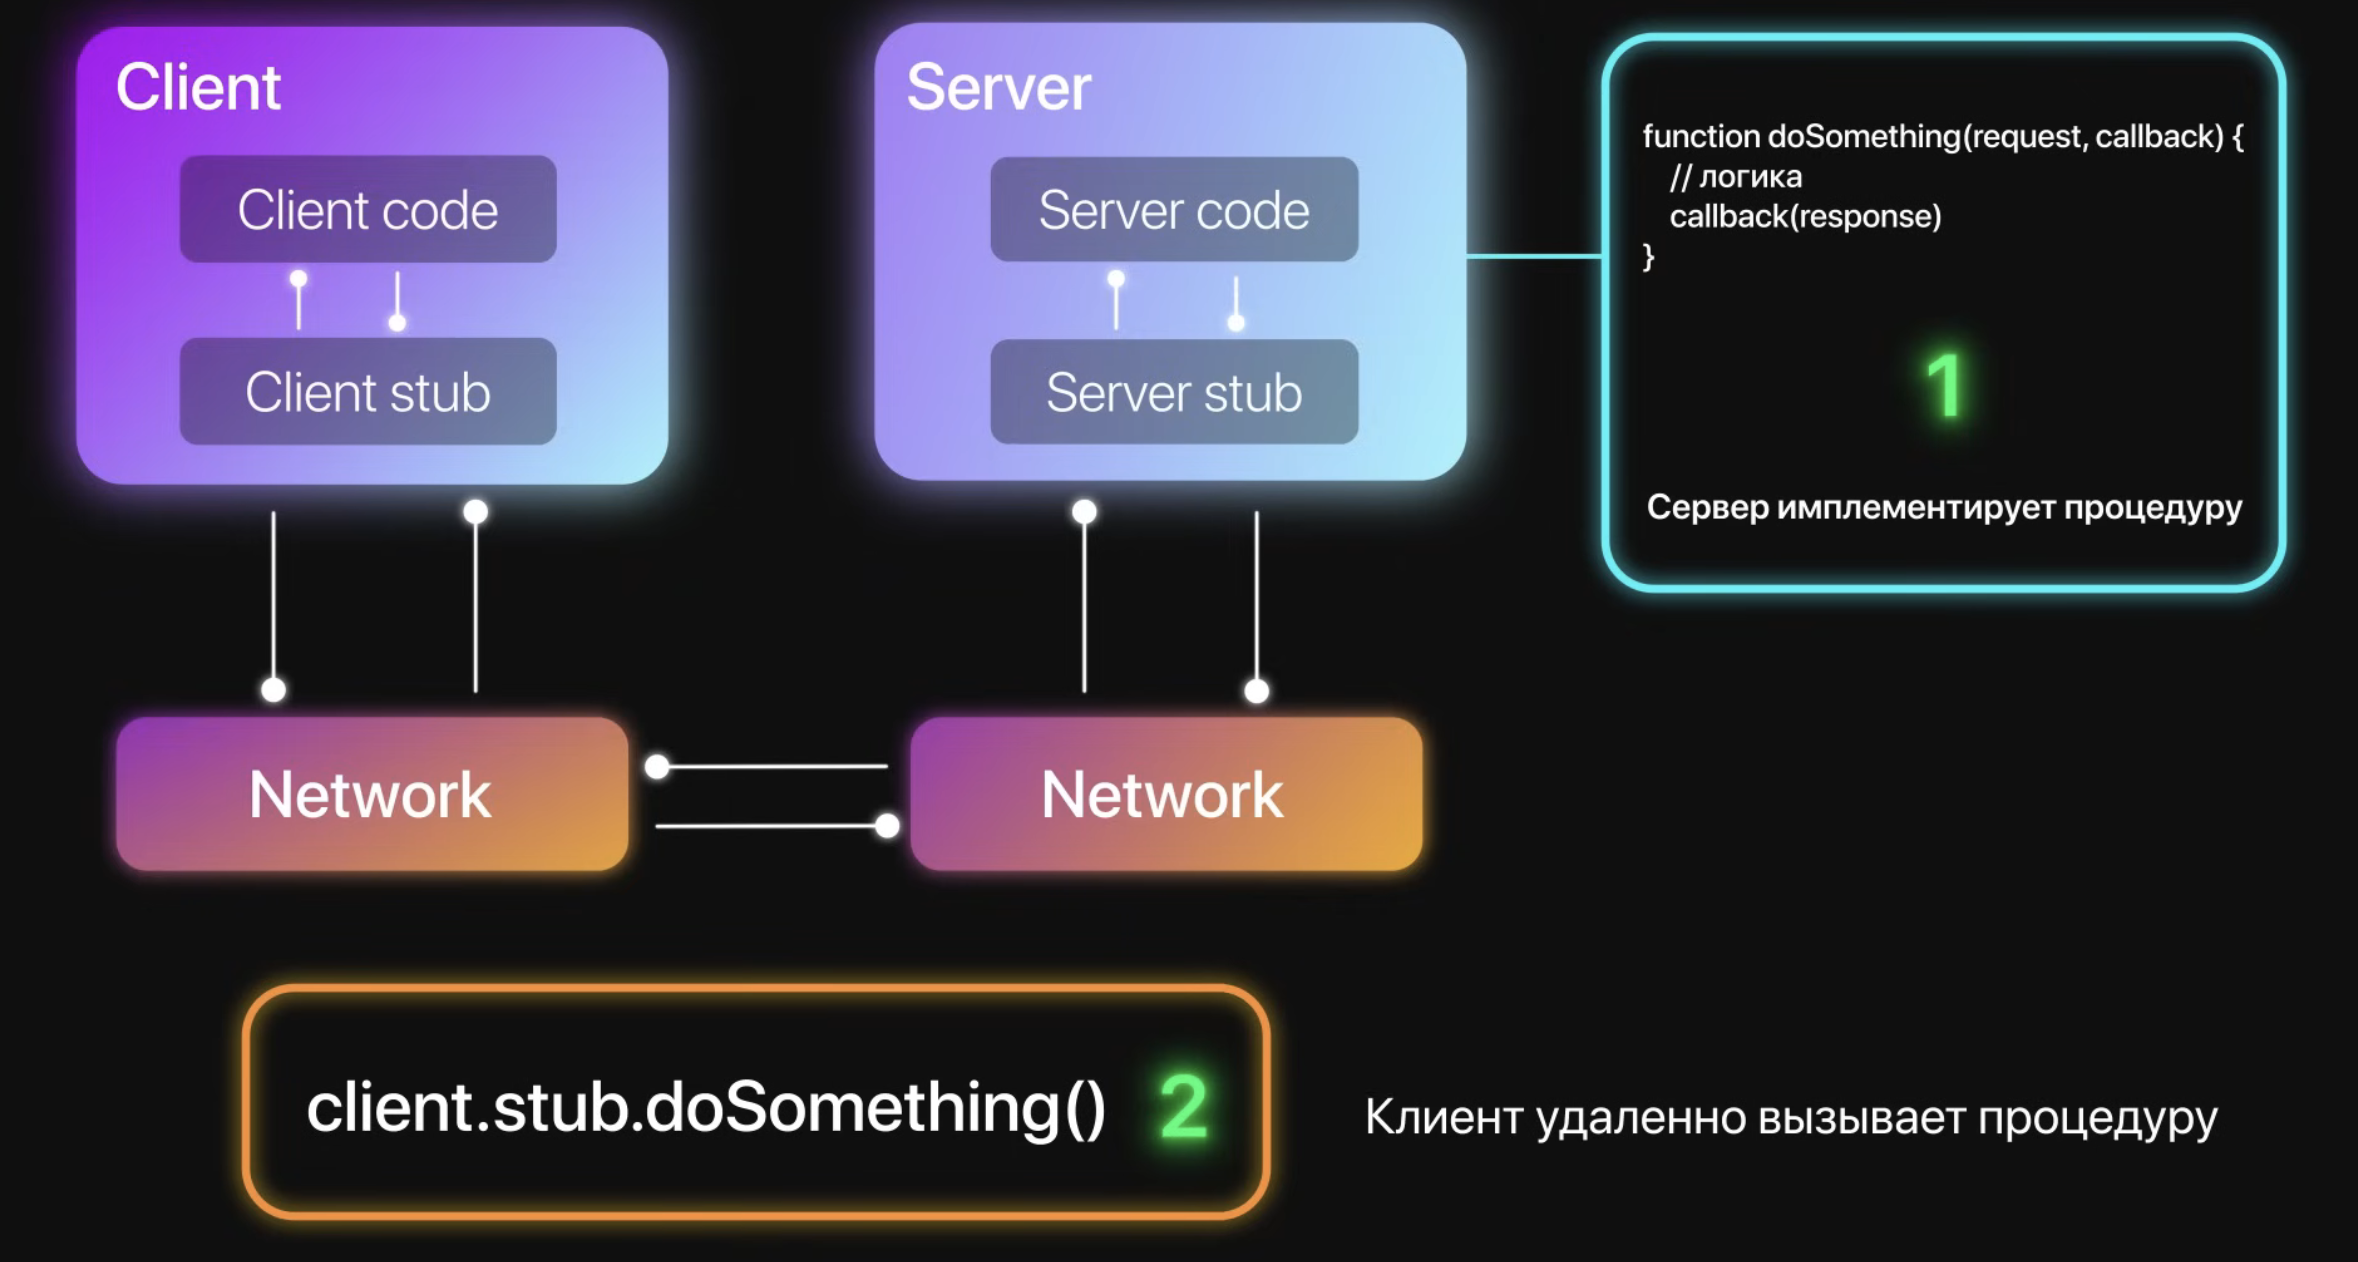 Client
Client code
Client stub
Server
Server code
Server stub
function doSomething(request, callback) {
// логика
callback(response)
}
1
Сервер имплементирует процедуру
Network
Network
client.stub.doSomething() 2
Клиент удаленно вызывает процедуру